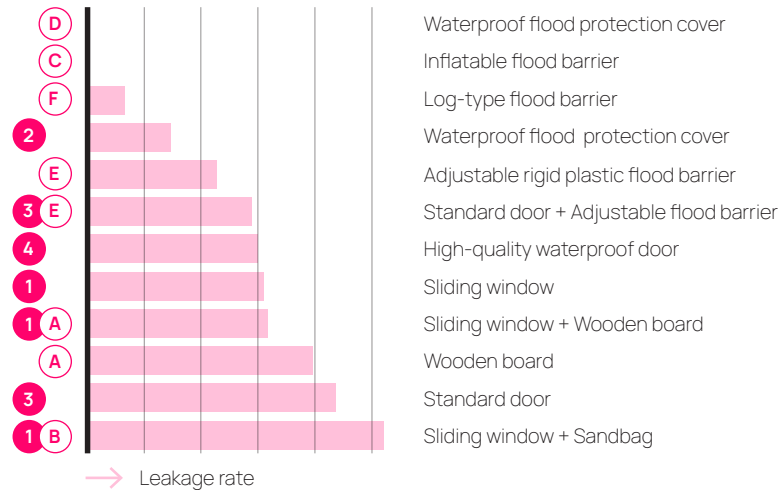 D Waterproof flood protection cover
C Inflatable flood barrier
F Log-type flood barrier
2 Waterproof flood protection cover
E Adjustable rigid plastic flood barrier
3 E Standard door + Adjustable flood barrier
4 High-quality waterproof door
1 Sliding window
1 A Sliding window + Wooden board
A Wooden board
3 Standard door
1 B Sliding window + Sandbag
Leakage rate